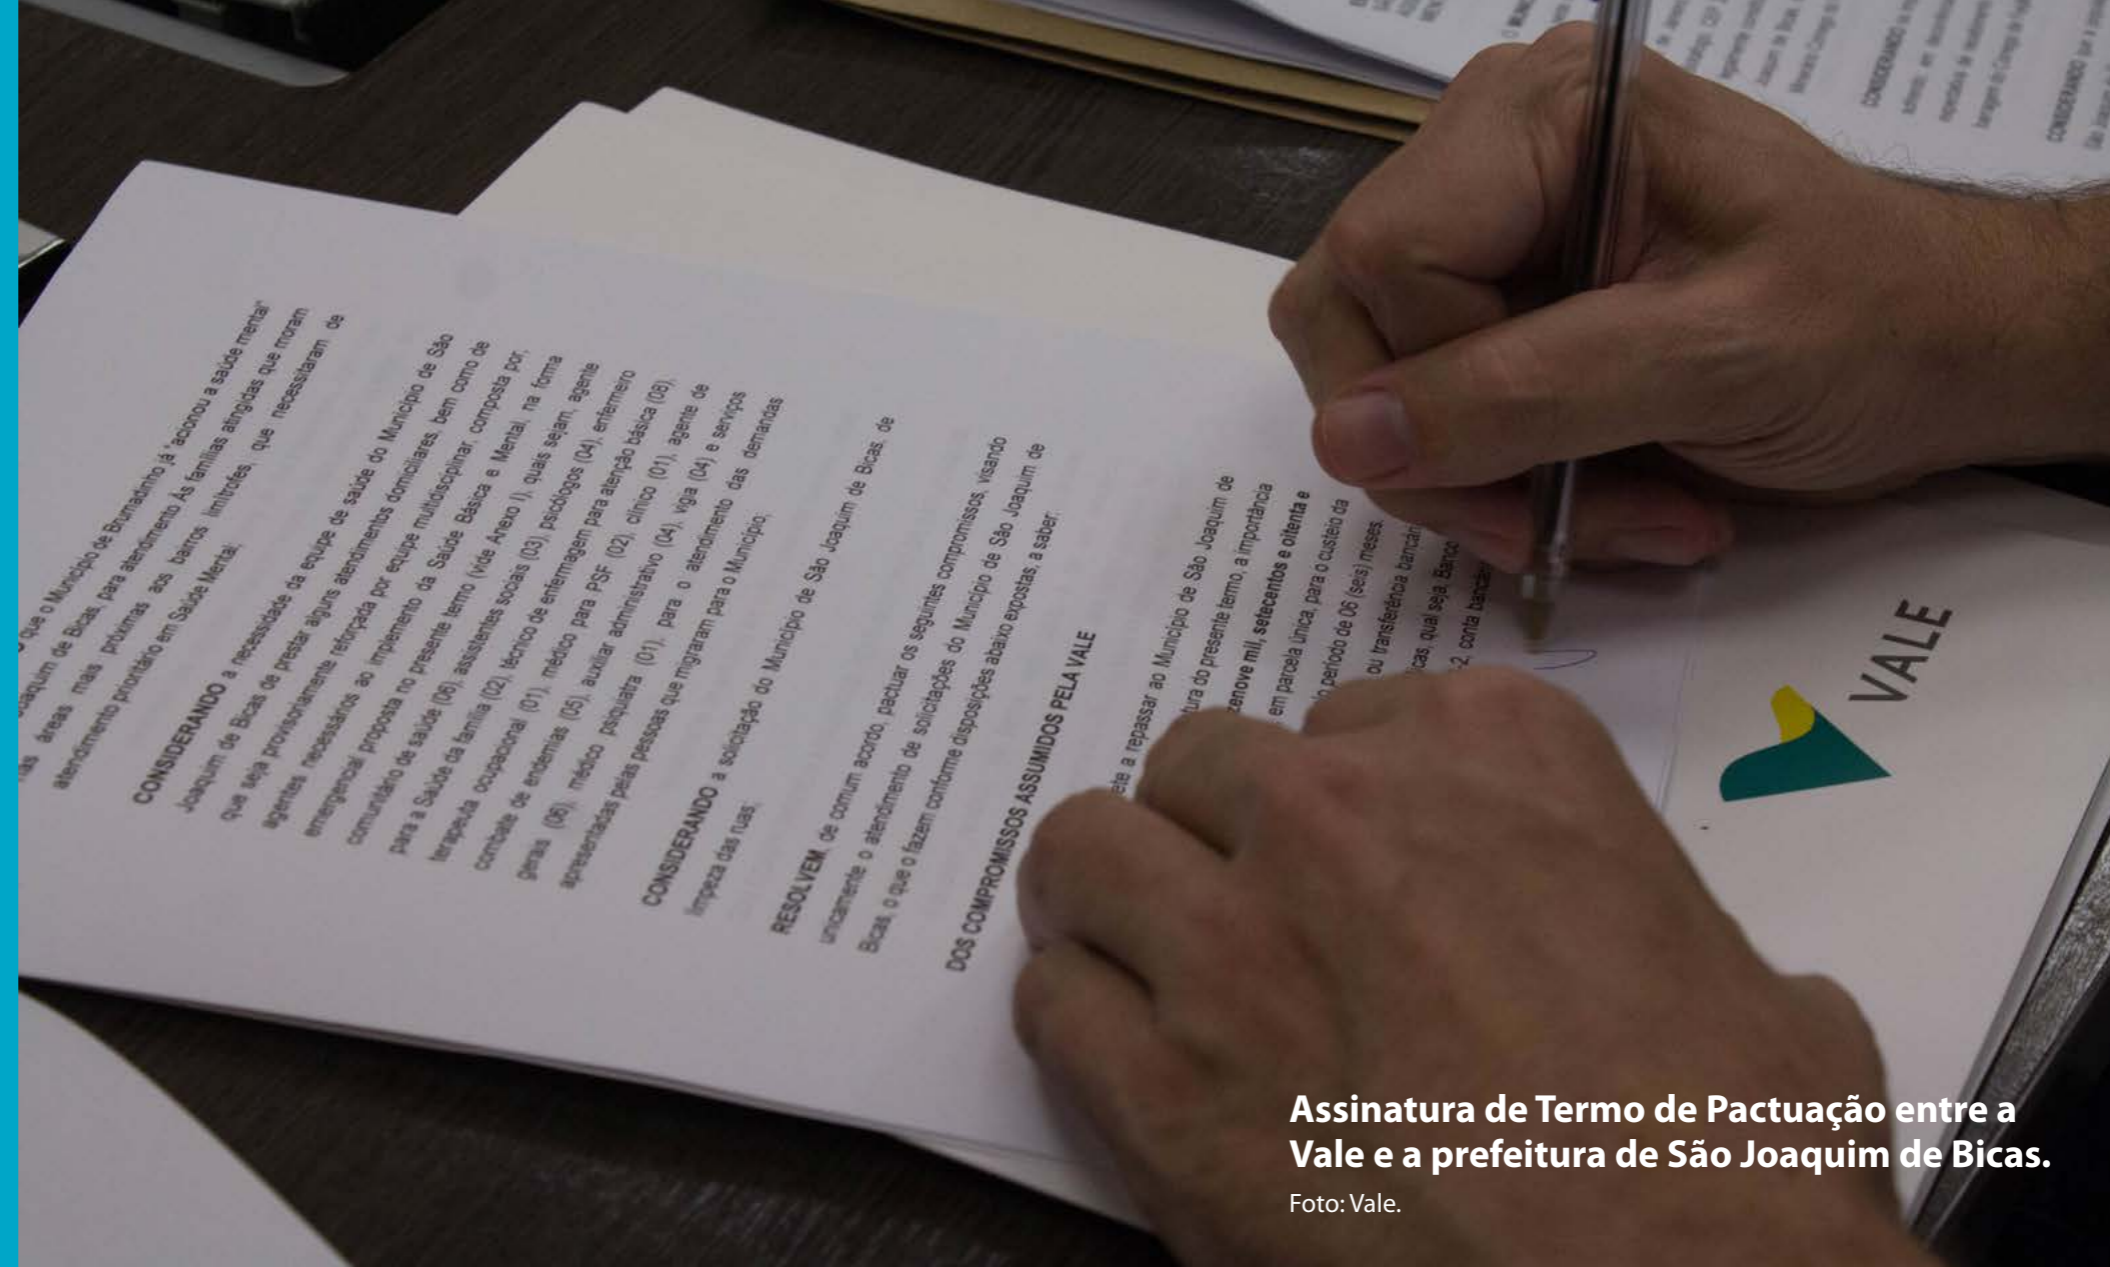 o que o Município de Brumadinho já "acionou a saúde mental"
Joaquim de Bicas, para atendimento Às famílias atingidas que moram
nas áreas mais próximas aos bairros limítrofes, que necessitaram de
atendimento prioritário em Saúde Mental;
CONSIDERANDO a necessidade da equipe de saúde do Município de São
Joaquim de Bicas de prestar alguns atendimentos domiciliares, bem como de
que seja provisoriamente reforçada por equipe multidisciplinar, composta por,
agentes necessários ao implemento da Saúde Básica e Mental, na forma
emergencial proposta no presente termo (vide Anexo I), quais sejam, agente
comunitário de saúde (06), assistentes sociais (03), psicólogos (04), enfermeiro
para a Saúde da família (02), técnico de enfermagem para atenção básica (08),
terapeuta ocupacional (01), médico para PSF (02), clínico (01), agente de
combate de endemias (05), auxiliar administrativo (04), vigia (04) e serviços
gerais (06), médico psiquatra (01), para o atendimento das demandas
apresentadas pelas pessoas que migraram para o Município;
CONSIDERANDO a solicitação do Município de São Joaquim de Bicas, de
limpeza das ruas;
RESOLVEM, de comum acordo, pactuar os seguintes compromissos, visando
unicamente o atendimento de solicitações do Município de São Joaquim de
Bicas, o que o fazem conforme disposições abaixo expostas, a saber:
DOS COMPROMISSOS ASSUMIDOS PELA VALE
a repassar ao Município de São Joaquim de
do presente termo, a importância
mil, setecentos e oitenta e
em parcela única, para o custeio da
período de 06 (seis) meses.
ou transferência
qual seja, Banco
-2, conta
VALE
CONSIDERANDO
CONSIDERANDO que a
Assinatura de Termo de Pactuação entre a
Vale e a prefeitura de São Joaquim de Bicas.
Foto: Vale.